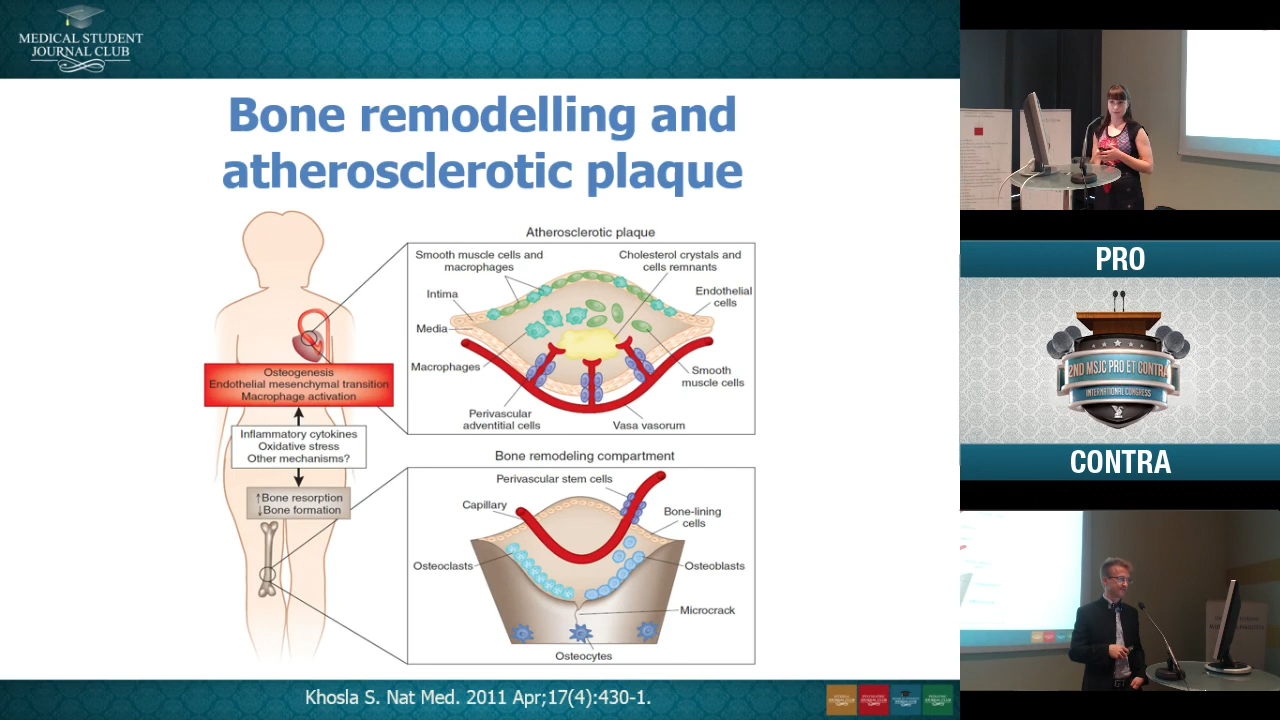 MEDICAL STUDENT
JOURNAL CLUB
Bone remodelling and
atherosclerotic plaque
Atherosclerotic plaque
Smooth muscle cells and
macrophages
Cholesterol crystals and
cells remnants
Intima
Endothelial
cells
Media
Macrophages
Smooth
muscle cells
Perivascular
adventitial cells
Vasa vasorum
Osteogenesis
Endothelial mesenchymal transition
Macrophage activation
Inflammatory cytokines
Oxidative stress
Other mechanisms?
↑Bone resorption
↓Bone formation
Bone remodeling compartment
Perivascular stem cells
Capillary
Bone-lining
cells
Osteoclasts
Osteoblasts
Microcrack
Osteocytes
Khosla S. Nat Med. 2011 Apr;17(4):430-1.
PRO
2ND MSJC PRO ET CONTRA
INTERNATIONAL CONGRESS
CONTRA